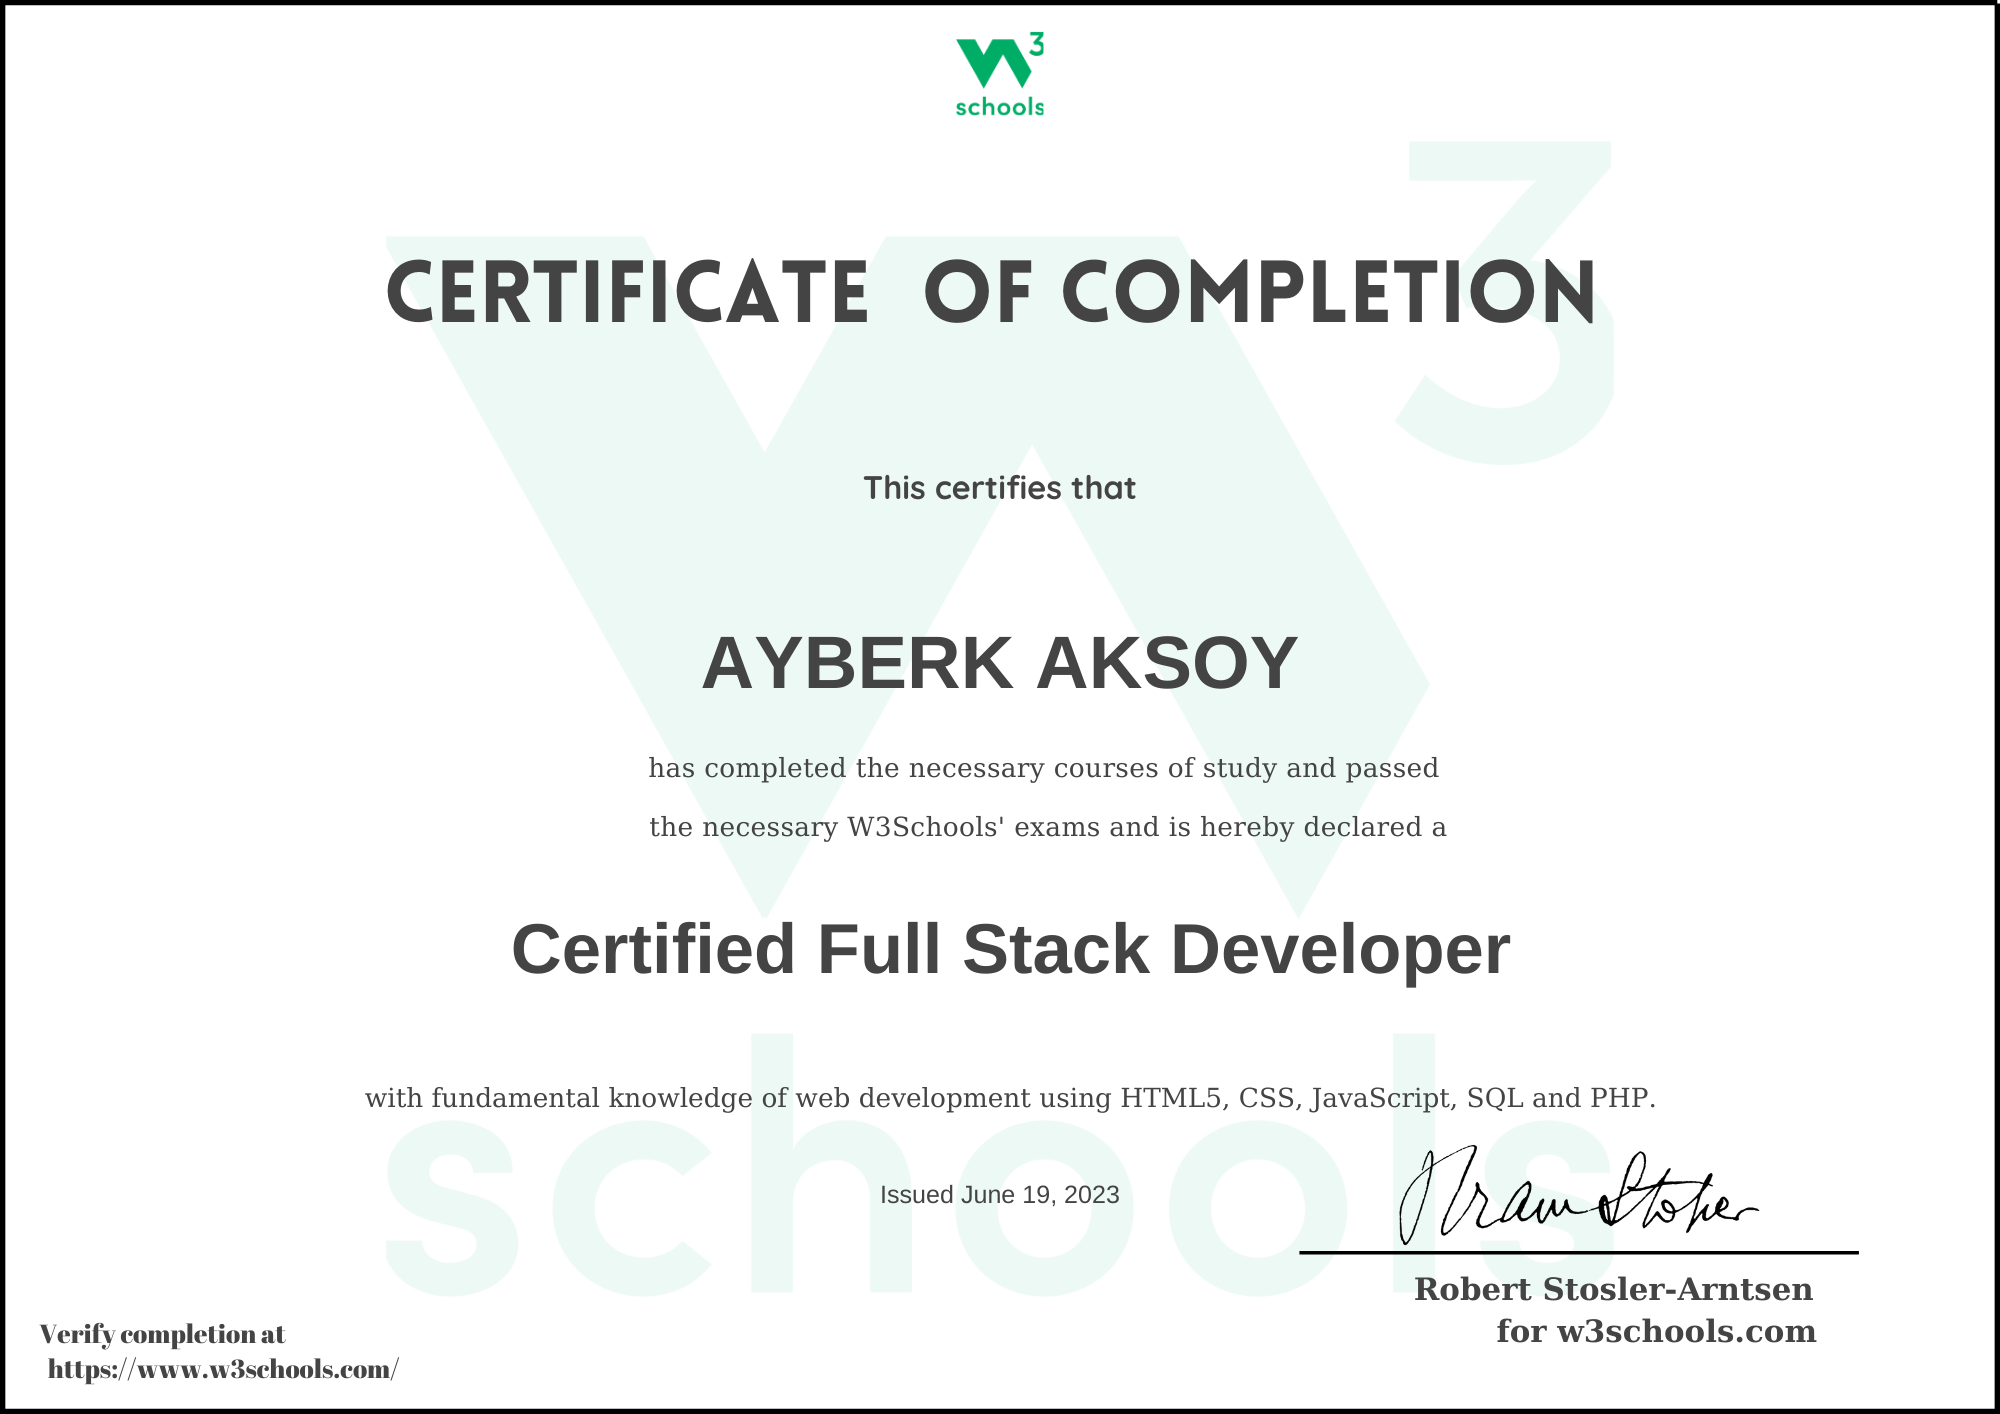 W3
schools
CERTIFICATE OF COMPLETION
This certifies that
AYBERK AKSOY
has completed the necessary courses of study and passed
the necessary W3Schools' exams and is hereby declared a
Certified Full Stack Developer
with fundamental knowledge of web development using HTML5, CSS, JavaScript, SQL and PHP.
Issued June 19, 2023
Robert Stosler-Arntsen
for w3schools.com
Verify completion at
https://www.w3schools.com/
W3
schools